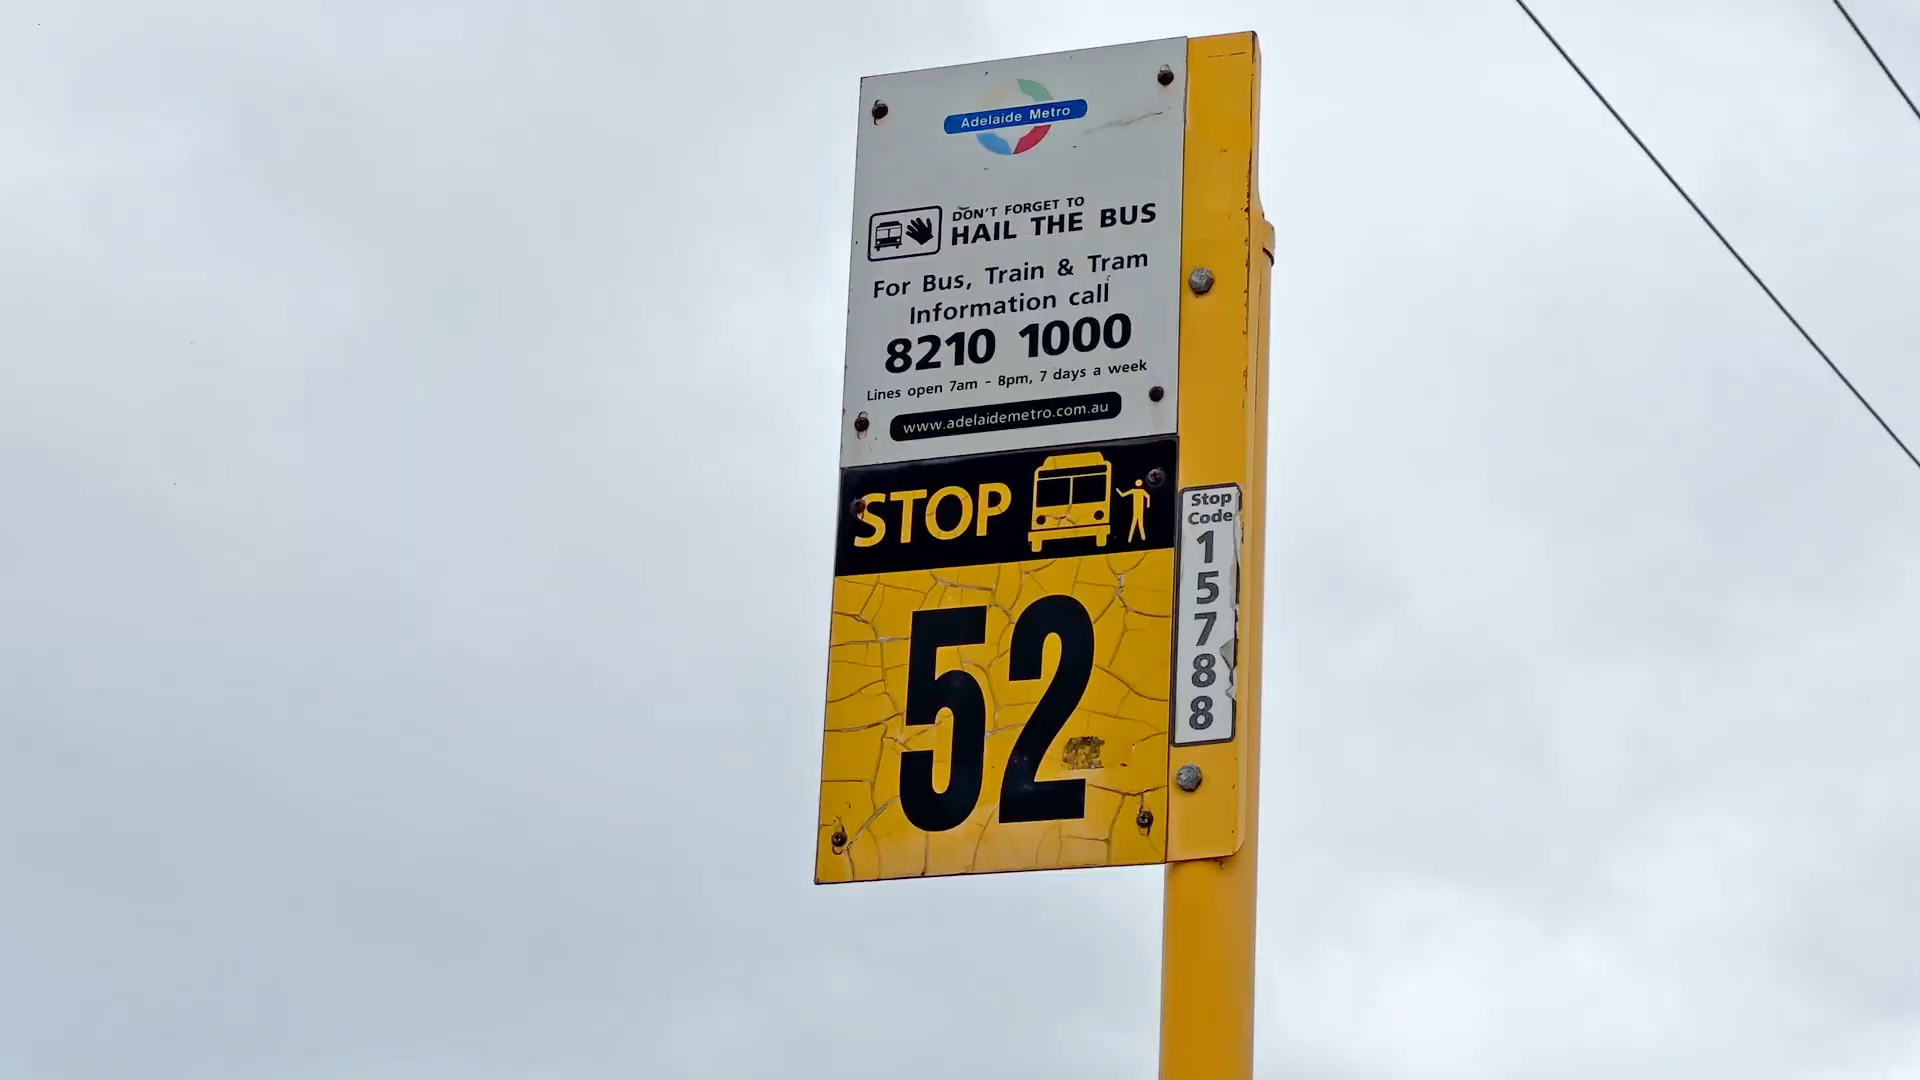 Adelaide Metro
DON'T FORGET TO
HAIL THE BUS
For Bus, Train & Tram
Information call
8210 1000
Lines open 7am - 8pm, 7 days a week
www.adelaidemetro.com.au
STOP
52
Stop
Code
1
5
7
8
8